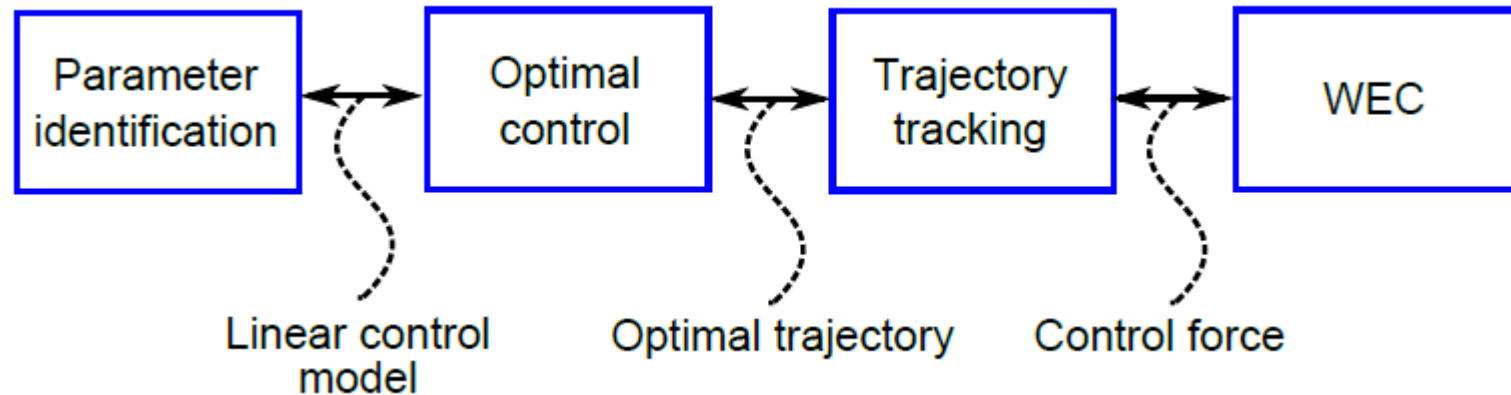 Parameter
identification
Optimal
control
Trajectory
tracking
WEC
Linear control
model
Optimal trajectory
Control force